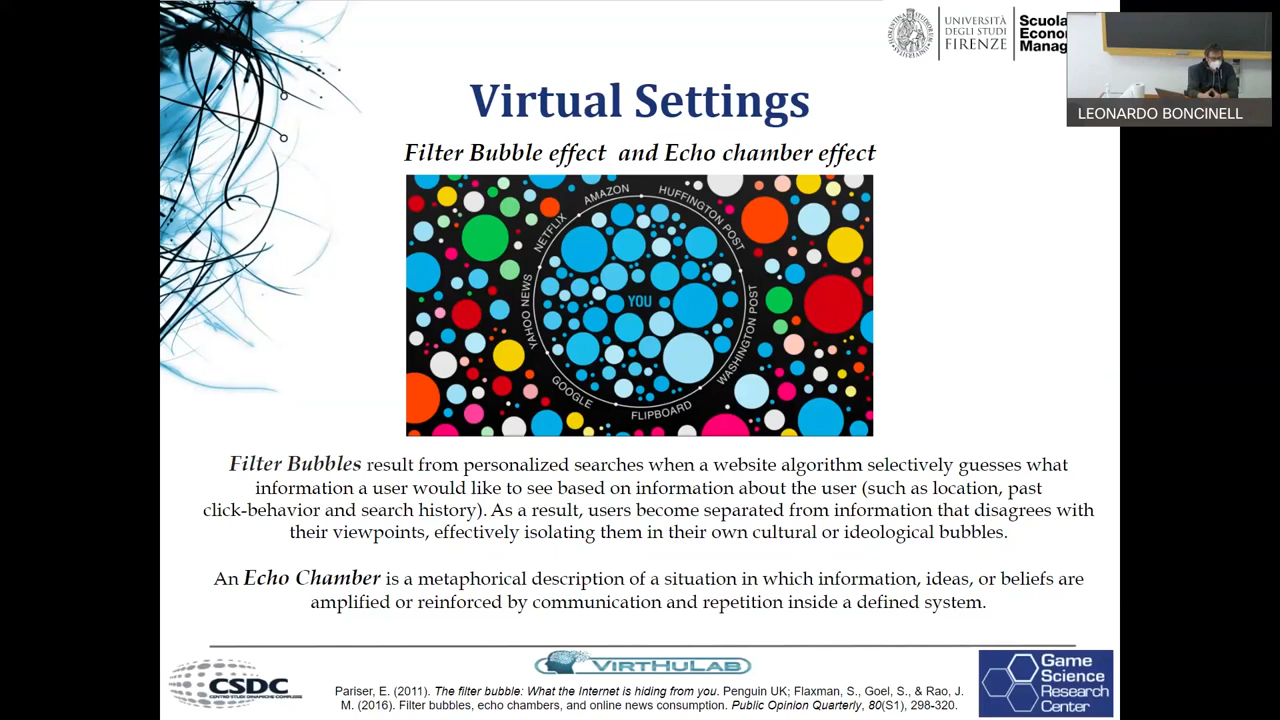 UNIVERSITÀ
DEGLI STUDI
FIRENZE
Scuola
Econo
Manag
LEONARDO BONCINELL
Virtual Settings
Filter Bubble effect and Echo chamber effect
AMAZON
HUFFINGTON POST
NETFLIX
YAHOO NEWS
YOU
WASHINGTON POST
GOOGLE
FLIPBOARD
Filter Bubbles result from personalized searches when a website algorithm selectively guesses what
information a user would like to see based on information about the user (such as location, past
click-behavior and search history). As a result, users become separated from information that disagrees with
their viewpoints, effectively isolating them in their own cultural or ideological bubbles.
An Echo Chamber is a metaphorical description of a situation in which information, ideas, or beliefs are
amplified or reinforced by communication and repetition inside a defined system.
CSDC
CENTRO STUDI DINAMICHE COMPLESSE
VIRTHULAB
Game
Science
Research
Center
Pariser, E. (2011). The filter bubble: What the Internet is hiding from you. Penguin UK; Flaxman, S., Goel, S., & Rao, J.
M. (2016). Filter bubbles, echo chambers, and online news consumption. Public Opinion Quarterly, 80(S1), 298-320.